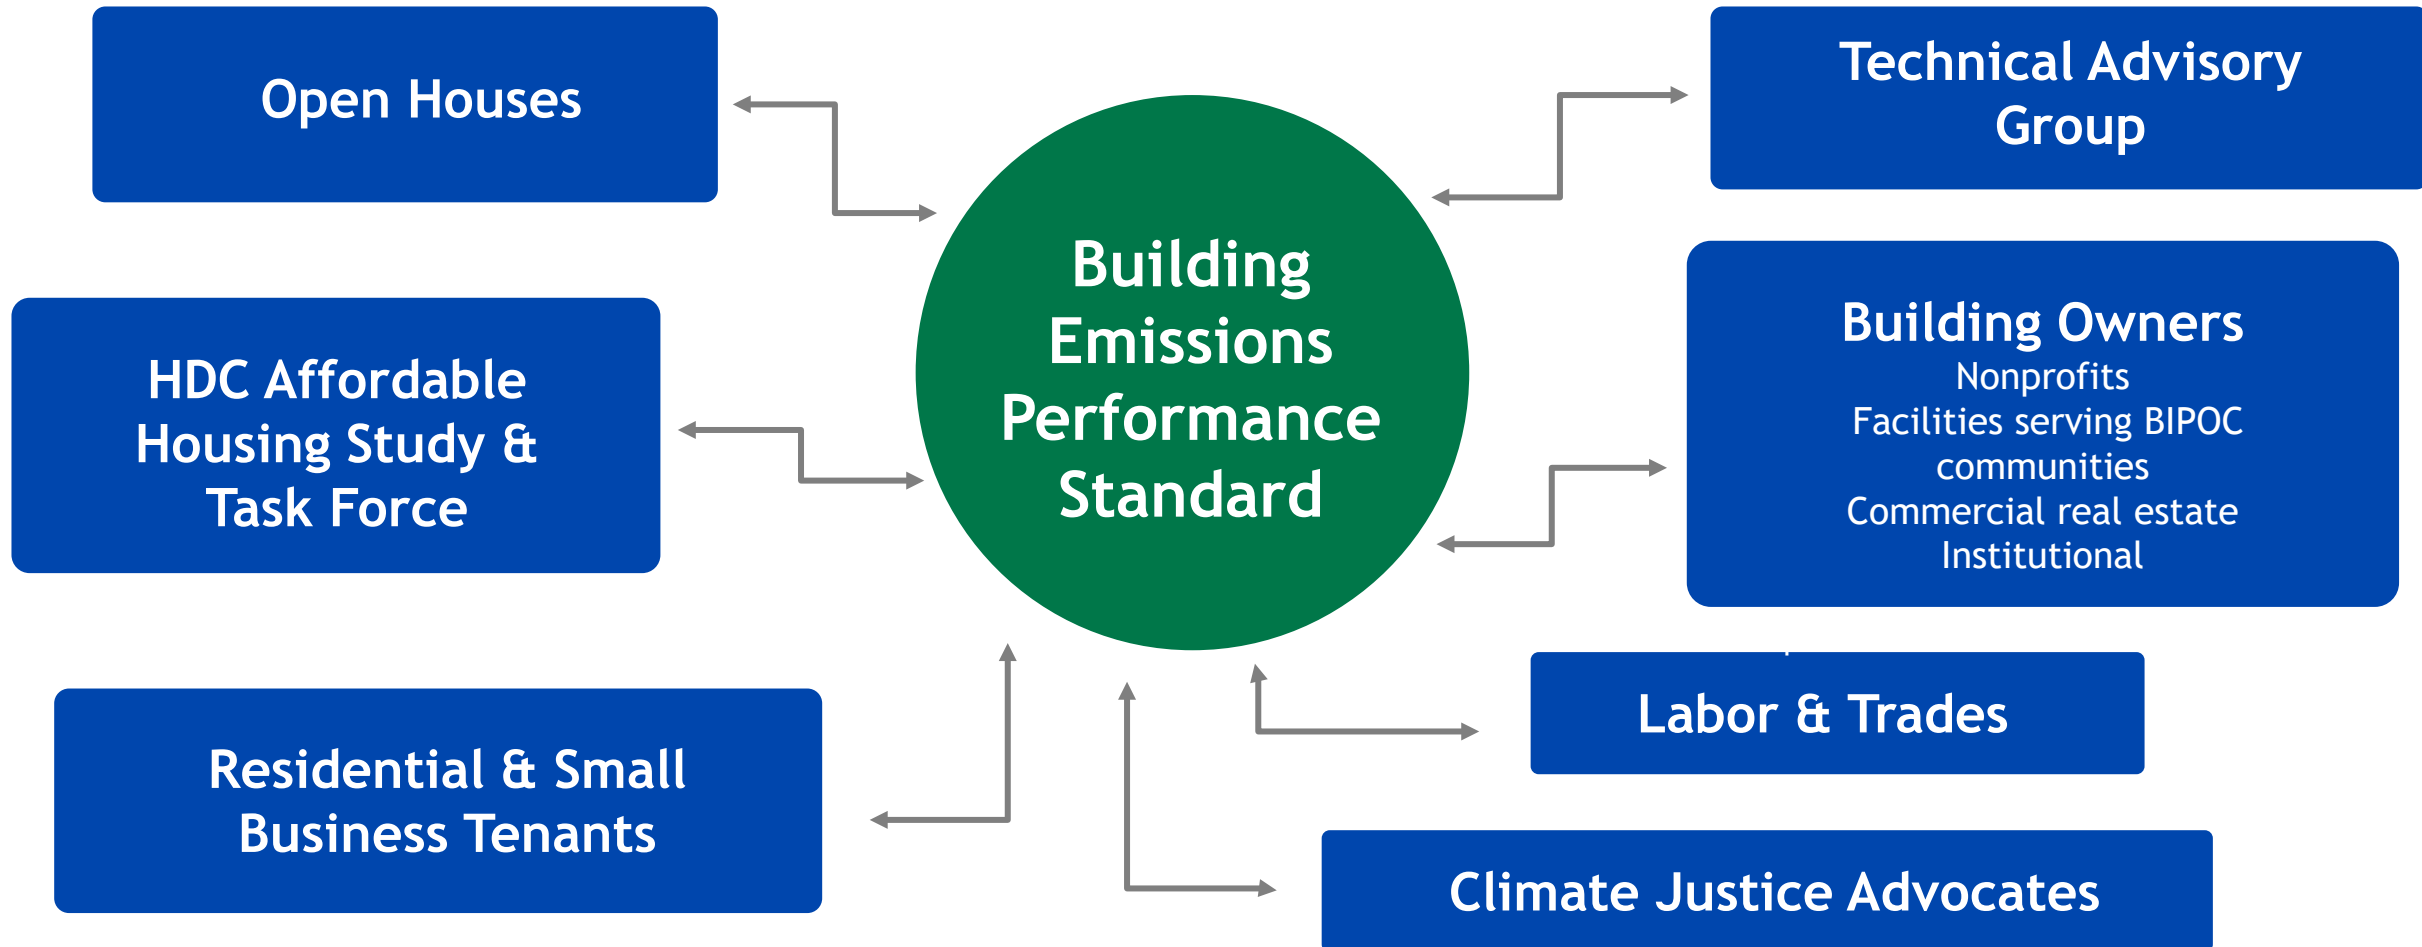 Open Houses
Technical Advisory
Group
Building
Emissions
Performance
Standard
HDC Affordable
Housing Study &
Task Force
Building Owners
Nonprofits
Facilities serving BIPOC
communities
Commercial real estate
Institutional
Residential & Small
Business Tenants
Labor & Trades
Climate Justice Advocates